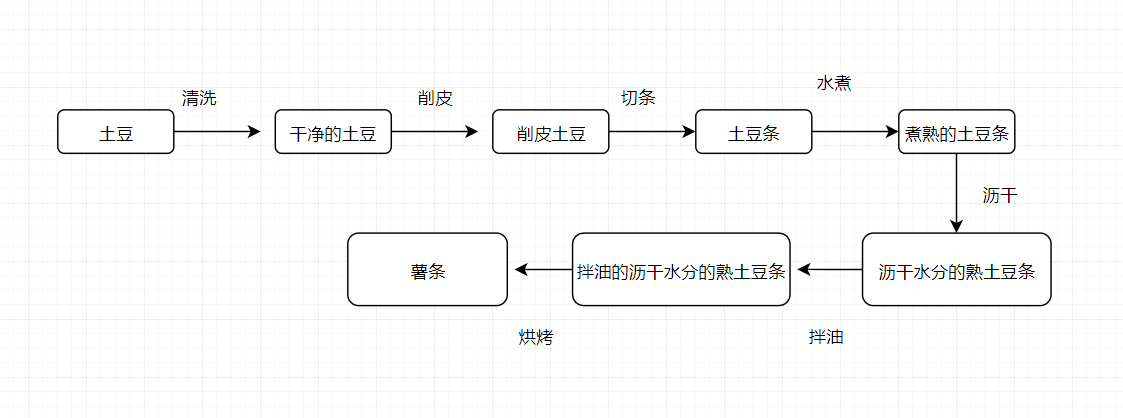 清洗
削皮
切条
水煮
土豆
干净的土豆
削皮土豆
土豆条
煮熟的土豆条
沥干
薯条
拌油的沥干水分的熟土豆条
沥干水分的熟土豆条
烘烤
拌油